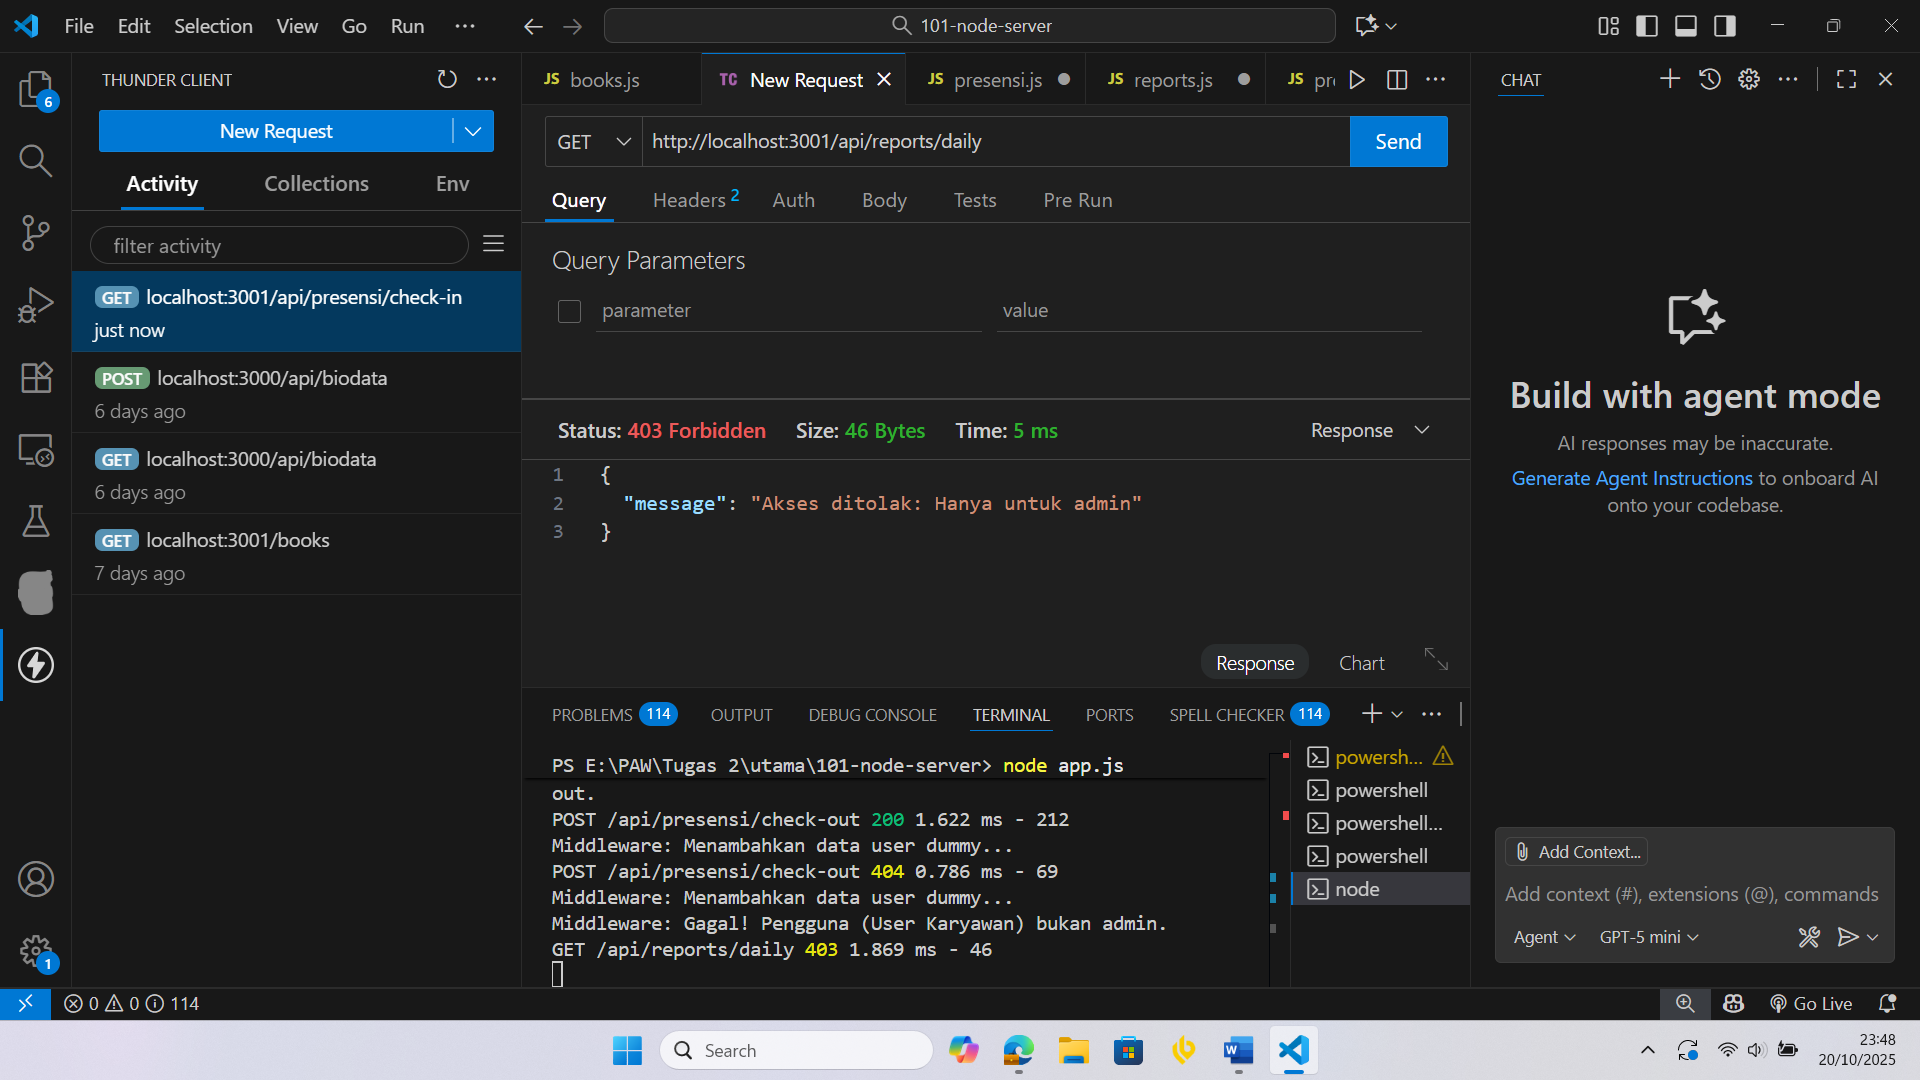 File Edit Selection View Go Run
101-node-server
THUNDER CLIENT
New Request
Activity Collections Env
filter activity
GET localhost:3001/api/presensi/check-in
just now
POST localhost:3000/api/biodata
6 days ago
GET localhost:3000/api/biodata
6 days ago
GET localhost:3001/books
7 days ago
6
1
JS books.js TC New Request JS presensi.js JS reports.js JS pr
GET http://localhost:3001/api/reports/daily Send
Query Headers 2 Auth Body Tests Pre Run
Query Parameters
parameter value
Status: 403 Forbidden Size: 46 Bytes Time: 5 ms Response
1 {
2 "message": "Akses ditolak: Hanya untuk admin"
3 }
Response Chart
PROBLEMS 114 OUTPUT DEBUG CONSOLE TERMINAL PORTS SPELL CHECKER 114
PS E:\PAW\Tugas 2\utama\101-node-server> node app.js
out.
POST /api/presensi/check-out 200 1.622 ms - 212
Middleware: Menambahkan data user dummy...
POST /api/presensi/check-out 404 0.786 ms - 69
Middleware: Menambahkan data user dummy...
Middleware: Gagal! Pengguna (User Karyawan) bukan admin.
GET /api/reports/daily 403 1.869 ms - 46
powersh...
powershell
powershell...
powershell
node
CHAT
Build with agent mode
AI responses may be inaccurate.
Generate Agent Instructions to onboard AI
onto your codebase.
Add Context...
Add context (#), extensions (@), commands
Agent GPT-5 mini
0 0 114
Go Live
Search
23:48
20/10/2025